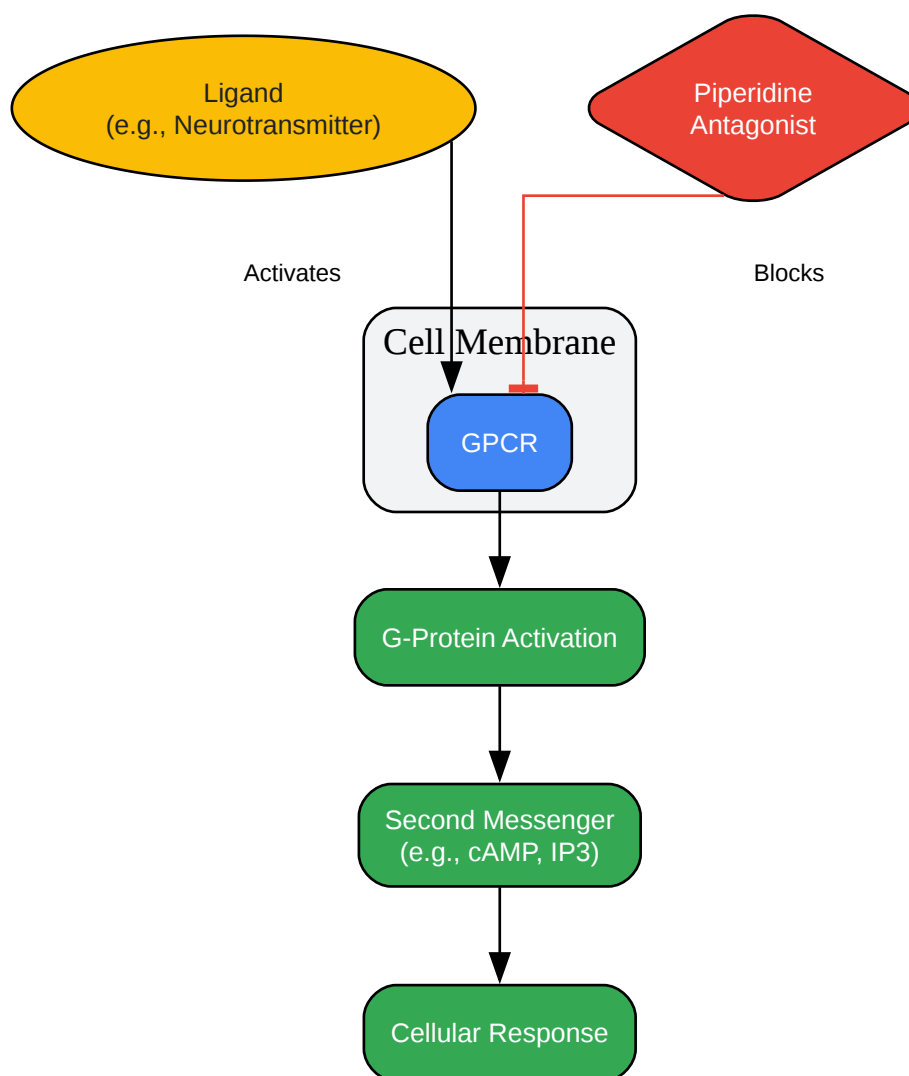 Ligand
(e.g., Neurotransmitter)
Piperidine
Antagonist
Activates
Blocks
Cell Membrane
GPCR
G-Protein Activation
Second Messenger
(e.g., cAMP, IP3)
Cellular Response